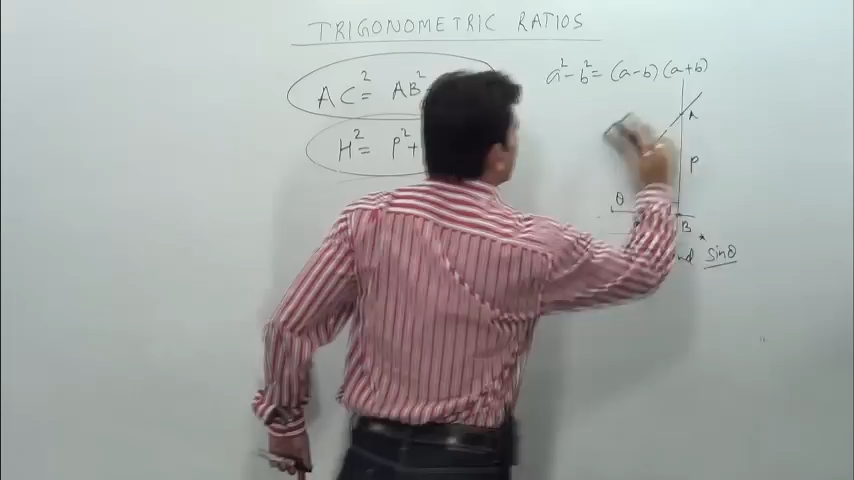 TRIGONOMETRIC RATIOS
a² - b² = (a-b) (a+b)
AC² = AB²
A
H² = P² +
P
θ
B
sinθ